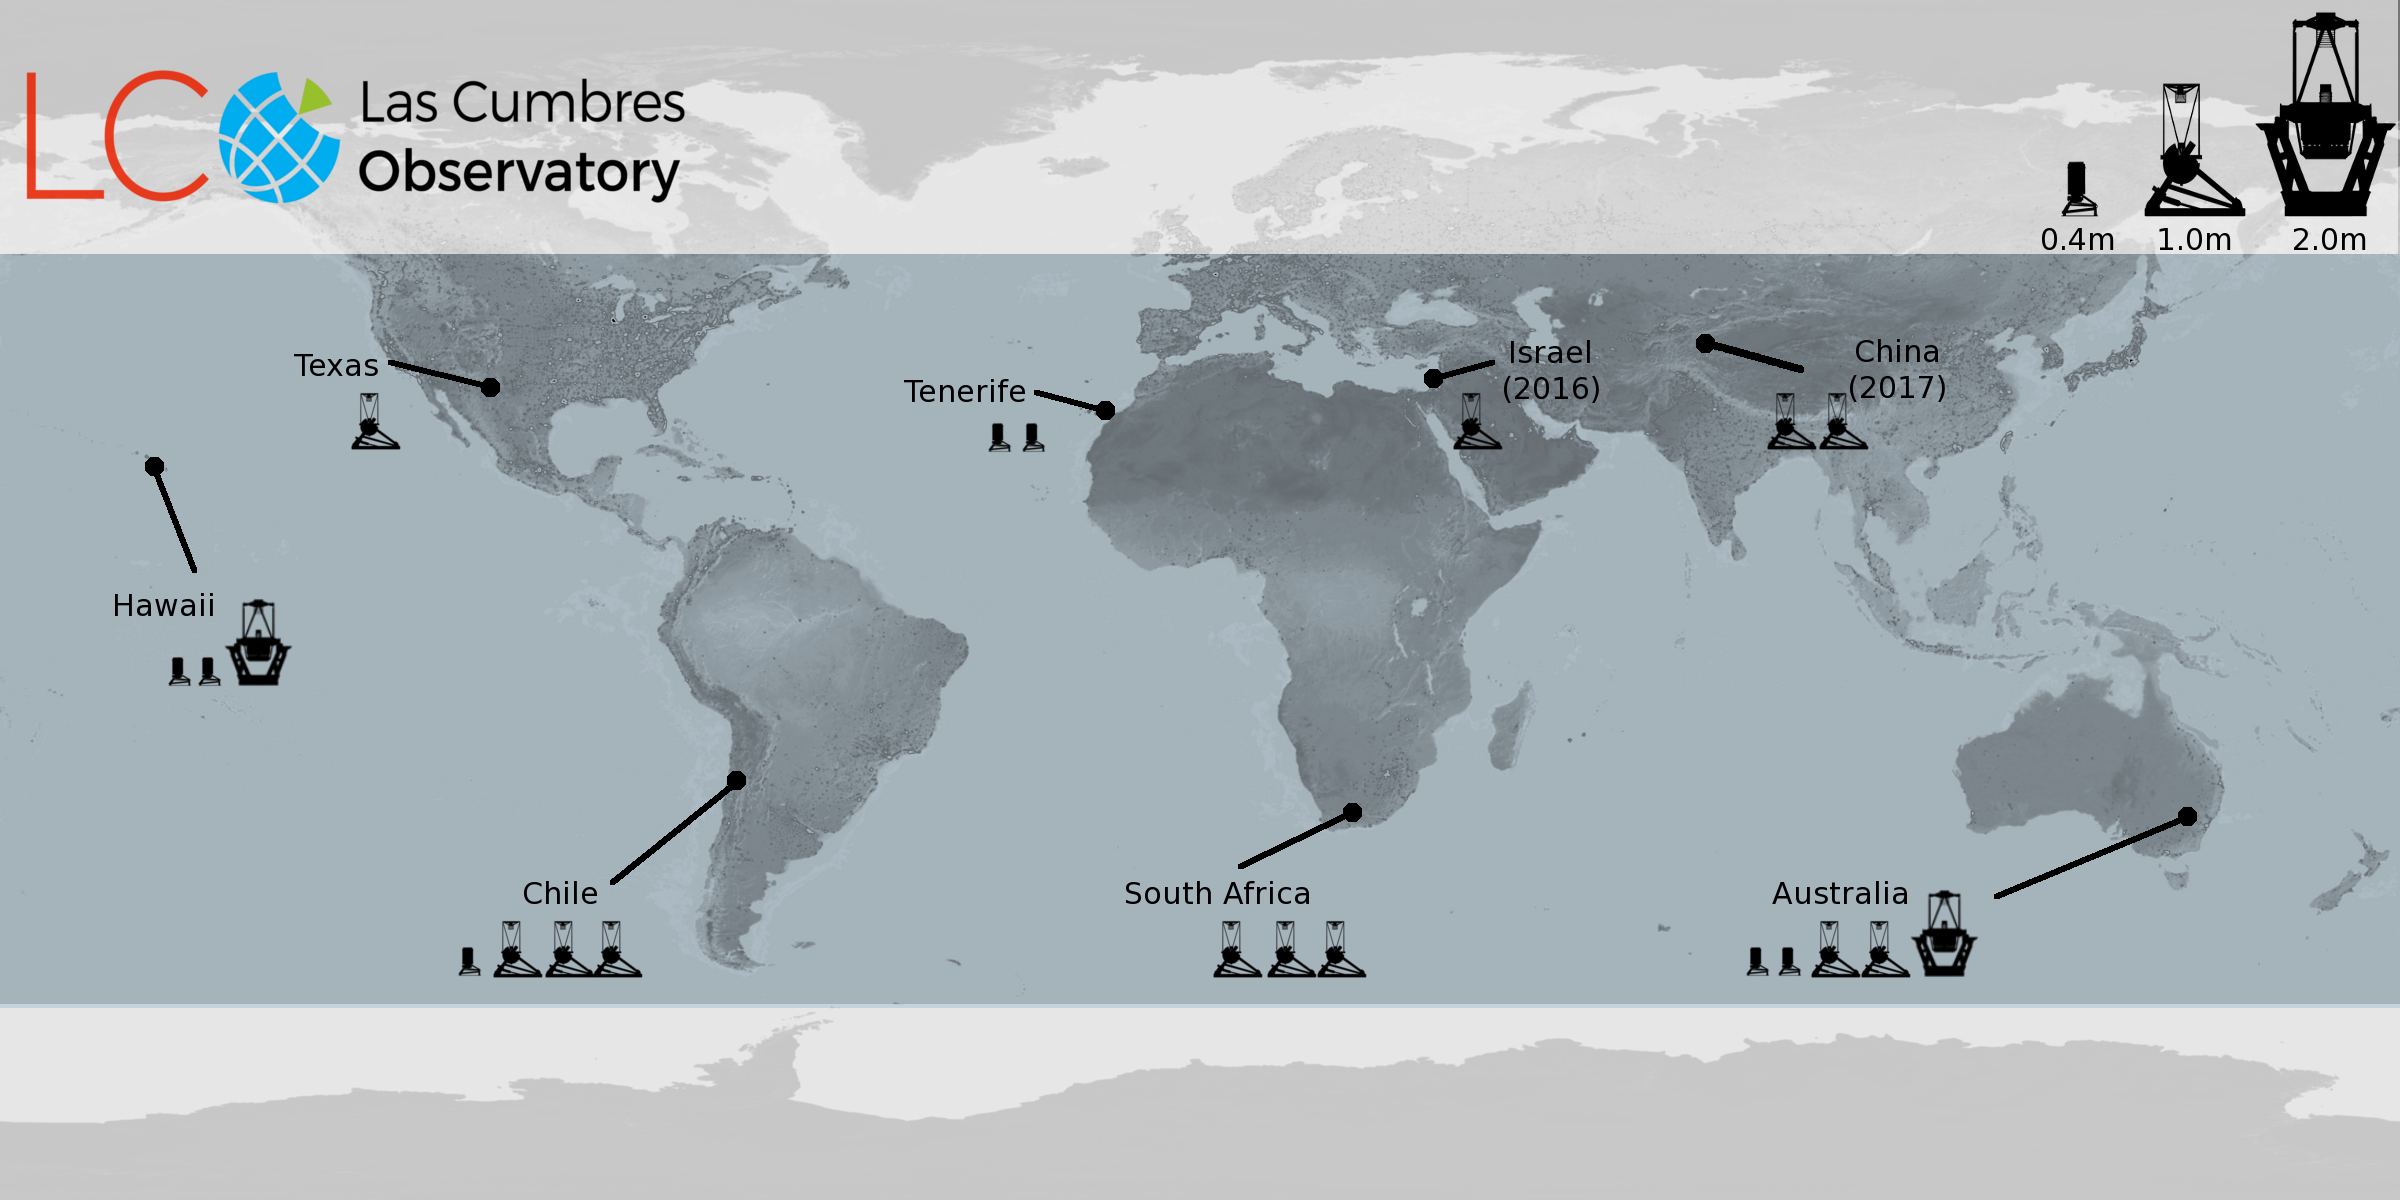 LCO
Las Cumbres
Observatory
0.4m 1.0m 2.0m
Texas
Tenerife
Israel
(2016)
China
(2017)
Hawaii
Chile
South Africa
Australia